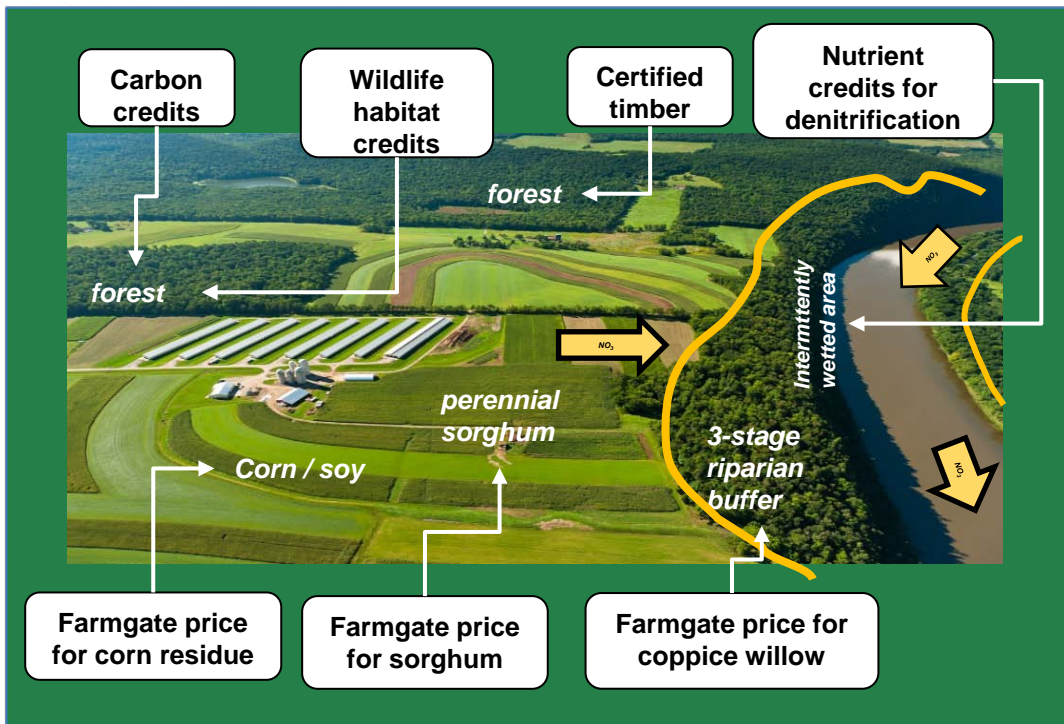 Carbon
credits
Wildlife
habitat
credits
Certified
timber
Nutrient
credits for
denitrification
forest
forest
NO3
NO3
Intermttently
wetted area
perennial
sorghum
3-stage
riparian
buffer
Corn / soy
NO3
Farmgate price
for corn residue
Farmgate price
for sorghum
Farmgate price for
coppice willow